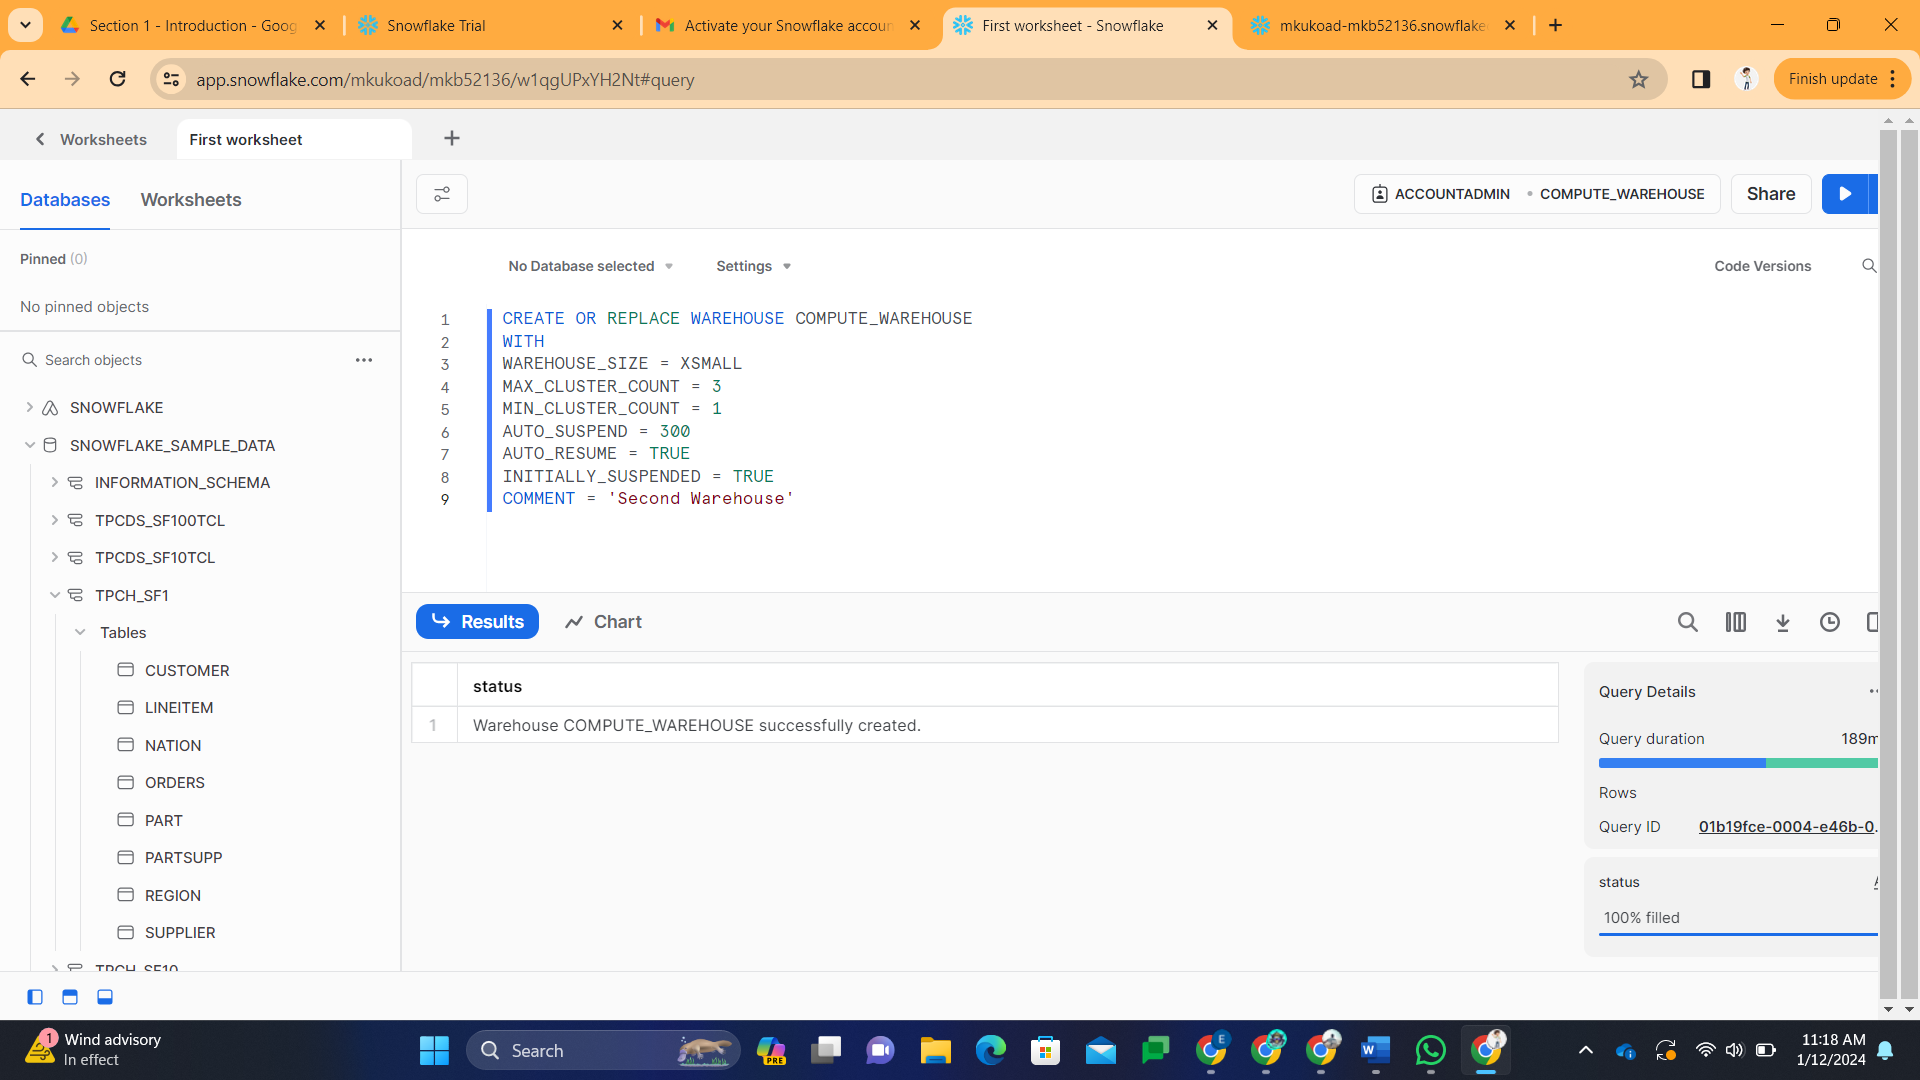 Section 1 - Introduction - Goog
Snowflake Trial
Activate your Snowflake accoun
First worksheet - Snowflake
mkukoad-mkb52136.snowflake
app.snowflake.com/mkukoad/mkb52136/w1qgUPxYH2Nt#query
Finish update
Worksheets
First worksheet
Databases
Worksheets
ACCOUNTADMIN
COMPUTE_WAREHOUSE
Share
Pinned (0)
No pinned objects
No Database selected
Settings
Code Versions
Search objects
SNOWFLAKE
SNOWFLAKE_SAMPLE_DATA
INFORMATION_SCHEMA
TPCDS_SF100TCL
TPCDS_SF10TCL
TPCH_SF1
Tables
CUSTOMER
LINEITEM
NATION
ORDERS
PART
PARTSUPP
REGION
SUPPLIER
TPCH_SF10
1 CREATE OR REPLACE WAREHOUSE COMPUTE_WAREHOUSE
2 WITH
3 WAREHOUSE_SIZE = XSMALL
4 MAX_CLUSTER_COUNT = 3
5 MIN_CLUSTER_COUNT = 1
6 AUTO_SUSPEND = 300
7 AUTO_RESUME = TRUE
8 INITIALLY_SUSPENDED = TRUE
9 COMMENT = 'Second Warehouse'
Results
Chart
status
1 Warehouse COMPUTE_WAREHOUSE successfully created.
Query Details
Query duration 189m
Rows
Query ID 01b19fce-0004-e46b-0.
status
100% filled
1
Wind advisory
In effect
Search
PRE
E
11:18 AM
1/12/2024